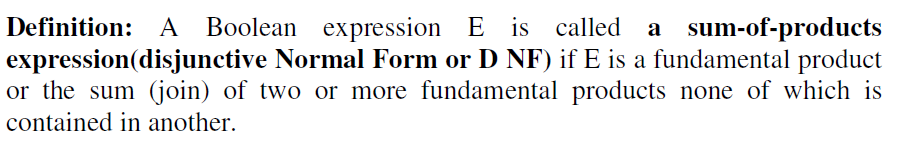 Definition: A Boolean expression E is called a sum-of-products
expression(disjunctive Normal Form or D NF) if E is a fundamental product
or the sum (join) of two or more fundamental products none of which is
contained in another.